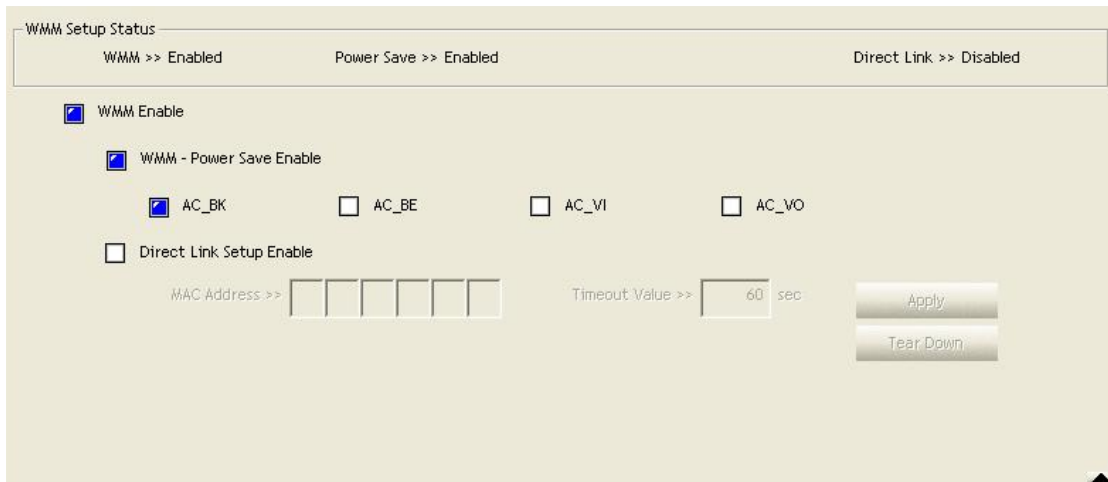 WMM Setup Status
WMM >> Enabled Power Save >> Enabled Direct Link >> Disabled
WMM Enable
WMM - Power Save Enable
AC_BK AC_BE AC_VI AC_VO
Direct Link Setup Enable
MAC Address >> Timeout Value >> 60 sec Apply
Tear Down